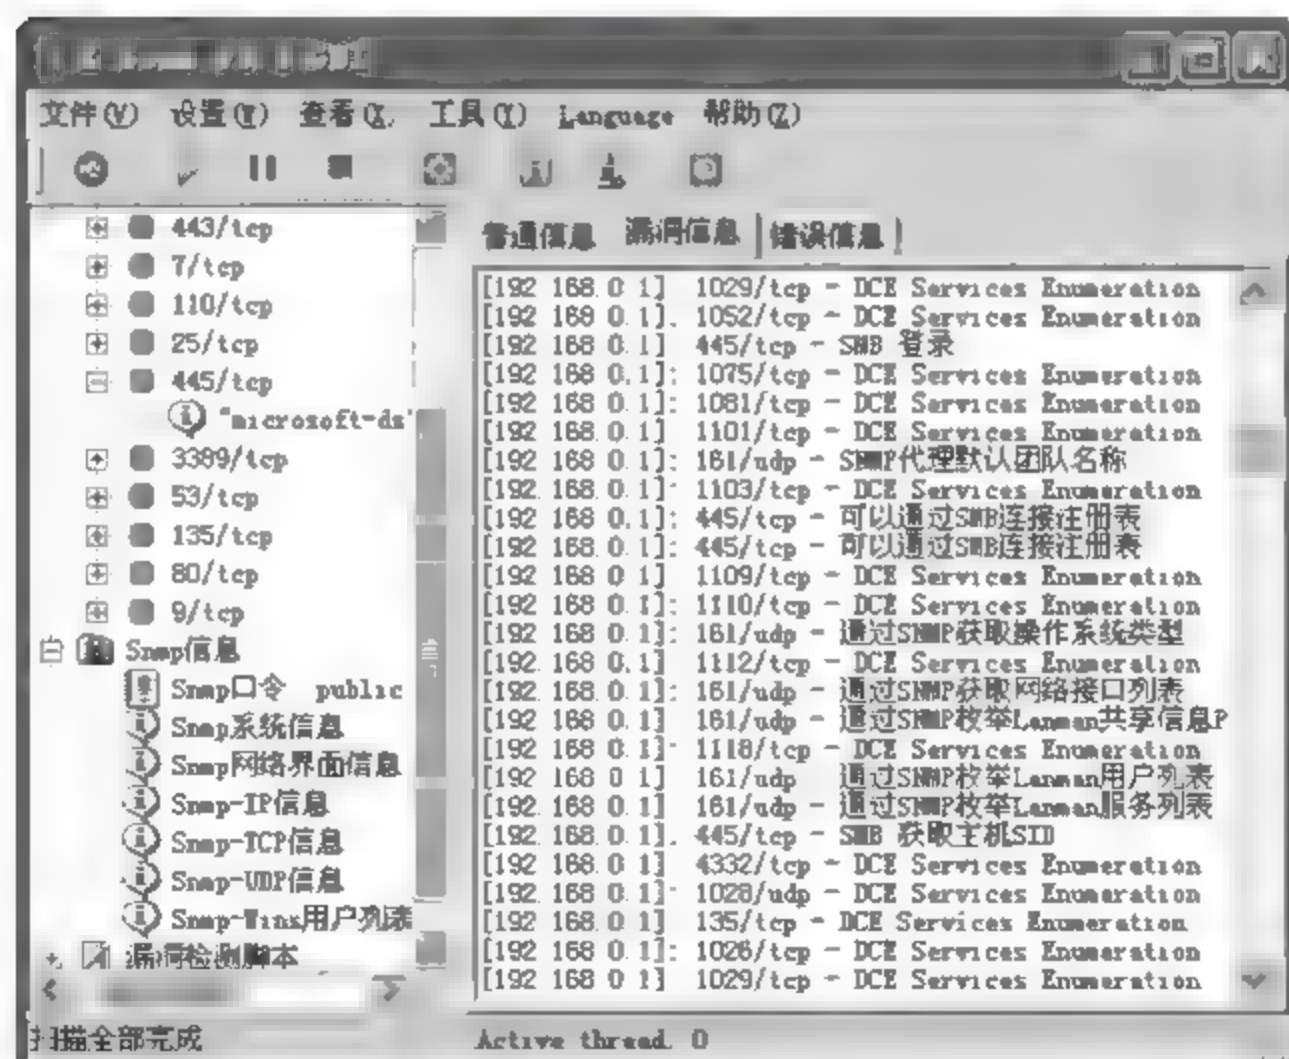 文件(V) 设置(W) 查看(X) 工具(Y) Language 帮助(Z)
普通信息 漏洞信息 错误信息
443/tcp
7/tcp
110/tcp
25/tcp
445/tcp
"microsoft-ds"
3389/tcp
53/tcp
135/tcp
80/tcp
9/tcp
Snmp信息
Snmp口令 public
Snmp系统信息
Snmp网络界面信息
Snmp-IP信息
Snmp-TCP信息
Snmp-UDP信息
Snmp-Wins用户列表
漏洞检测脚本
[192.168.0.1]: 1029/tcp - DCE Services Enumeration
[192.168.0.1]: 1052/tcp - DCE Services Enumeration
[192.168.0.1]: 445/tcp - SMB 登录
[192.168.0.1]: 1075/tcp - DCE Services Enumeration
[192.168.0.1]: 1081/tcp - DCE Services Enumeration
[192.168.0.1]: 1101/tcp - DCE Services Enumeration
[192.168.0.1]: 161/udp - SNMP代理默认团队名称
[192.168.0.1]: 1103/tcp - DCE Services Enumeration
[192.168.0.1]: 445/tcp - 可以通过SMB连接注册表
[192.168.0.1]: 445/tcp - 可以通过SMB连接注册表
[192.168.0.1]: 1109/tcp - DCE Services Enumeration
[192.168.0.1]: 1110/tcp - DCE Services Enumeration
[192.168.0.1]: 161/udp - 通过SNMP获取操作系统类型
[192.168.0.1]: 1112/tcp - DCE Services Enumeration
[192.168.0.1]: 161/udp - 通过SNMP获取网络接口列表
[192.168.0.1]: 161/udp - 通过SNMP枚举Lanman共享信息P
[192.168.0.1]: 1118/tcp - DCE Services Enumeration
[192.168.0.1]: 161/udp - 通过SNMP枚举Lanman用户列表
[192.168.0.1]: 161/udp - 通过SNMP枚举Lanman服务列表
[192.168.0.1]: 445/tcp - SMB 获取主机SID
[192.168.0.1]: 4332/tcp - DCE Services Enumeration
[192.168.0.1]: 1028/udp - DCE Services Enumeration
[192.168.0.1]: 135/tcp - DCE Services Enumeration
[192.168.0.1]: 1026/tcp - DCE Services Enumeration
[192.168.0.1]: 1029/tcp - DCE Services Enumeration
扫描全部完成
Active thread: 0